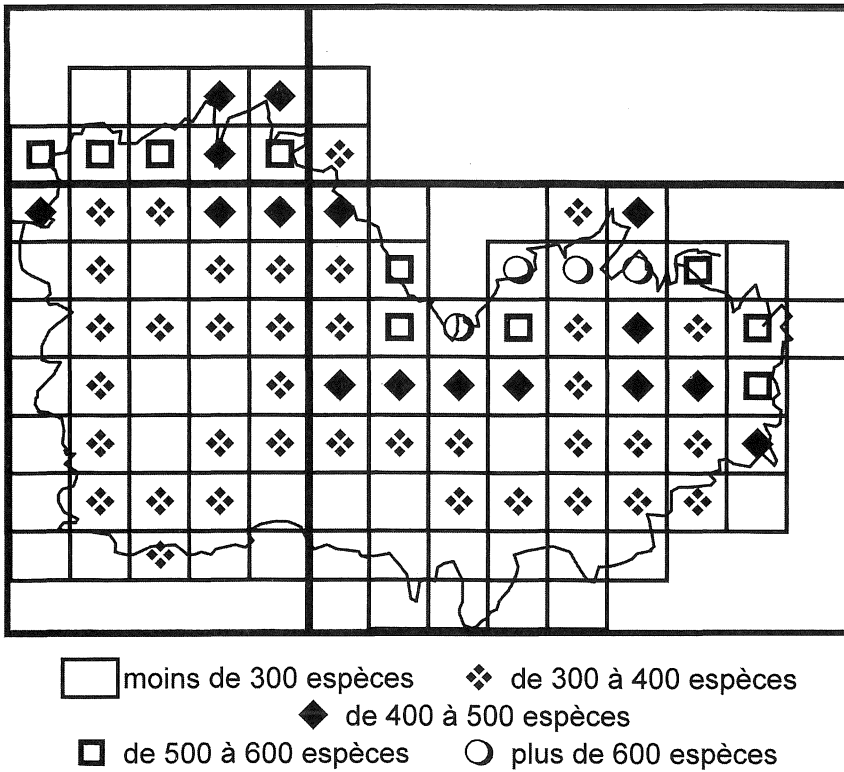 moins de 300 espèces de 300 à 400 espèces
de 400 à 500 espèces
de 500 à 600 espèces plus de 600 espèces